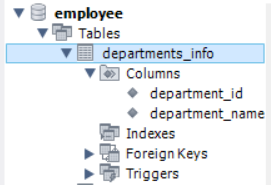 employee
Tables
departments_info
Columns
department_id
department_name
Indexes
Foreign Keys
Triggers